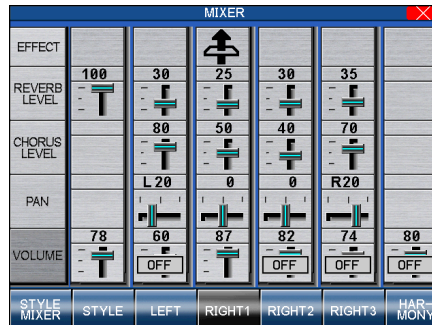 MIXER
EFFECT
100 30 25 30 35
REVERB
LEVEL
80 50 40 70
CHORUS
LEVEL
L20 0 0 R20
PAN
78 60 87 82 74 80
VOLUME
OFF OFF OFF OFF
STYLE
MIXER
STYLE LEFT RIGHT1 RIGHT2 RIGHT3
HAR-
MONY